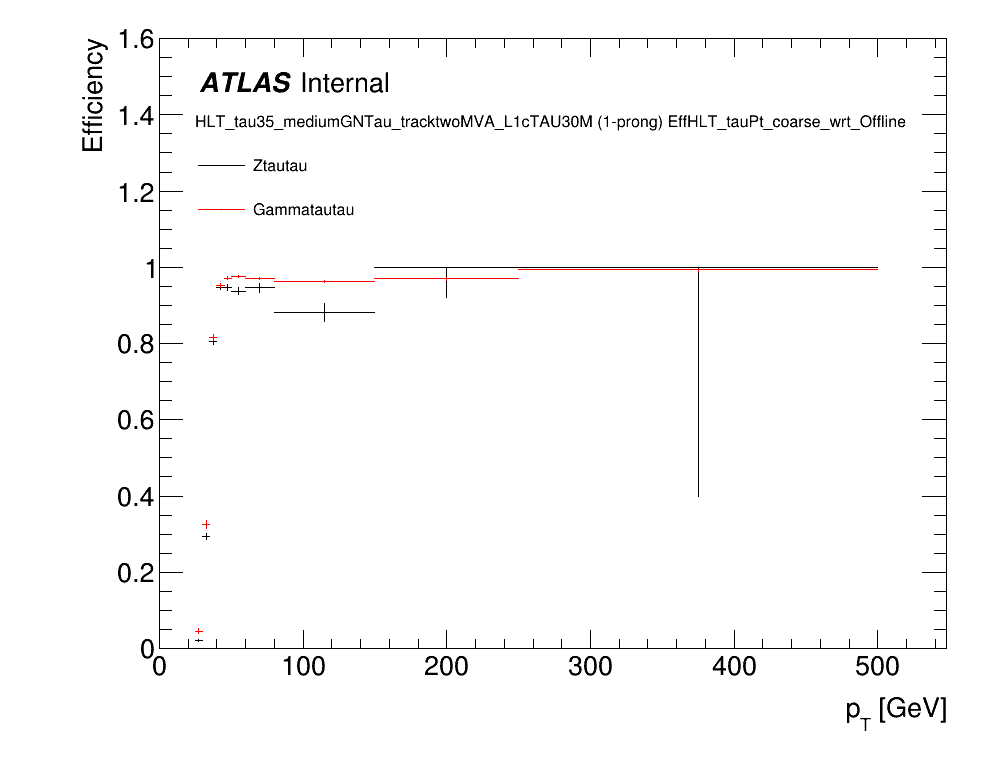 Efficiency
1.6
1.4
1.2
1
0.8
0.6
0.4
0.2
0
ATLAS Internal
HLT_tau35_mediumGNTau_tracktwoMVA_L1cTAU30M (1-prong) EffHLT_tauPt_coarse_wrt_Offline
Ztautau
Gammatautau
0 100 200 300 400 500
p_T [GeV]